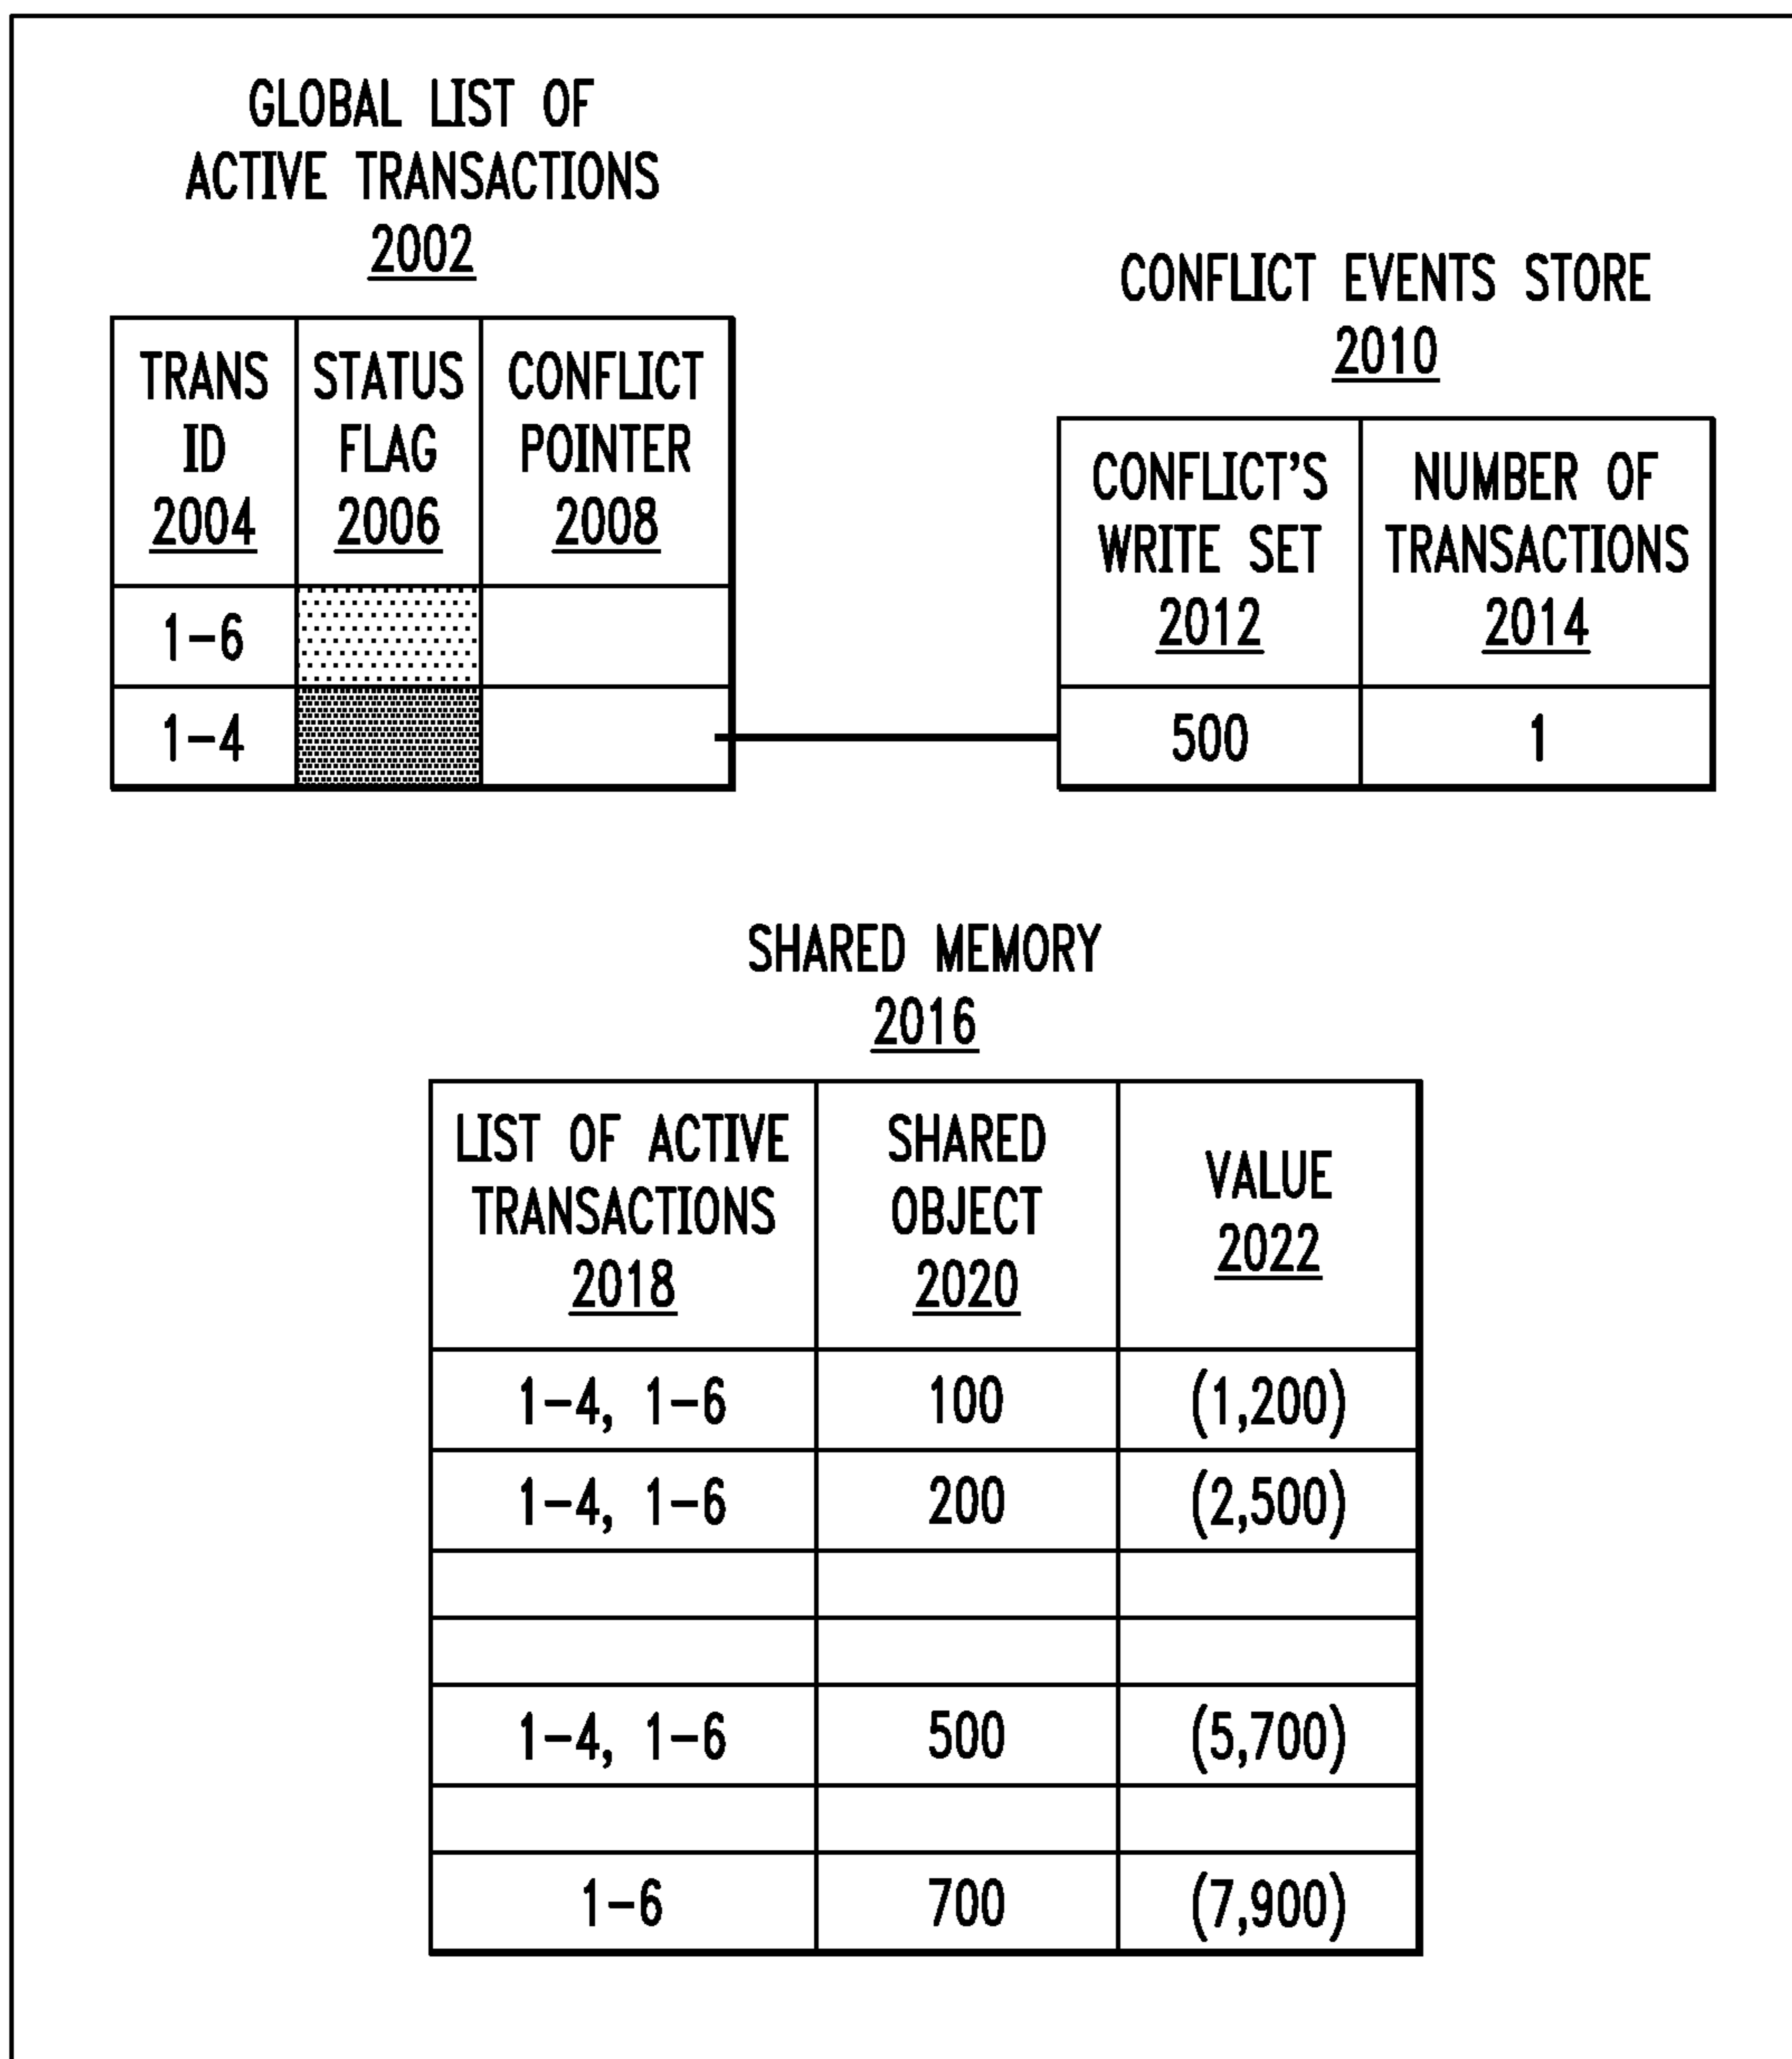 GLOBAL LIST OF
ACTIVE TRANSACTIONS
2002
TRANS
ID
2004
STATUS
FLAG
2006
CONFLICT
POINTER
2008
1-6
1-4
CONFLICT EVENTS STORE
2010
CONFLICT'S
WRITE SET
2012
NUMBER OF
TRANSACTIONS
2014
500 1
SHARED MEMORY
2016
LIST OF ACTIVE
TRANSACTIONS
2018
SHARED
OBJECT
2020
VALUE
2022
1-4, 1-6 100 (1,200)
1-4, 1-6 200 (2,500)
1-4, 1-6 500 (5,700)
1-6 700 (7,900)